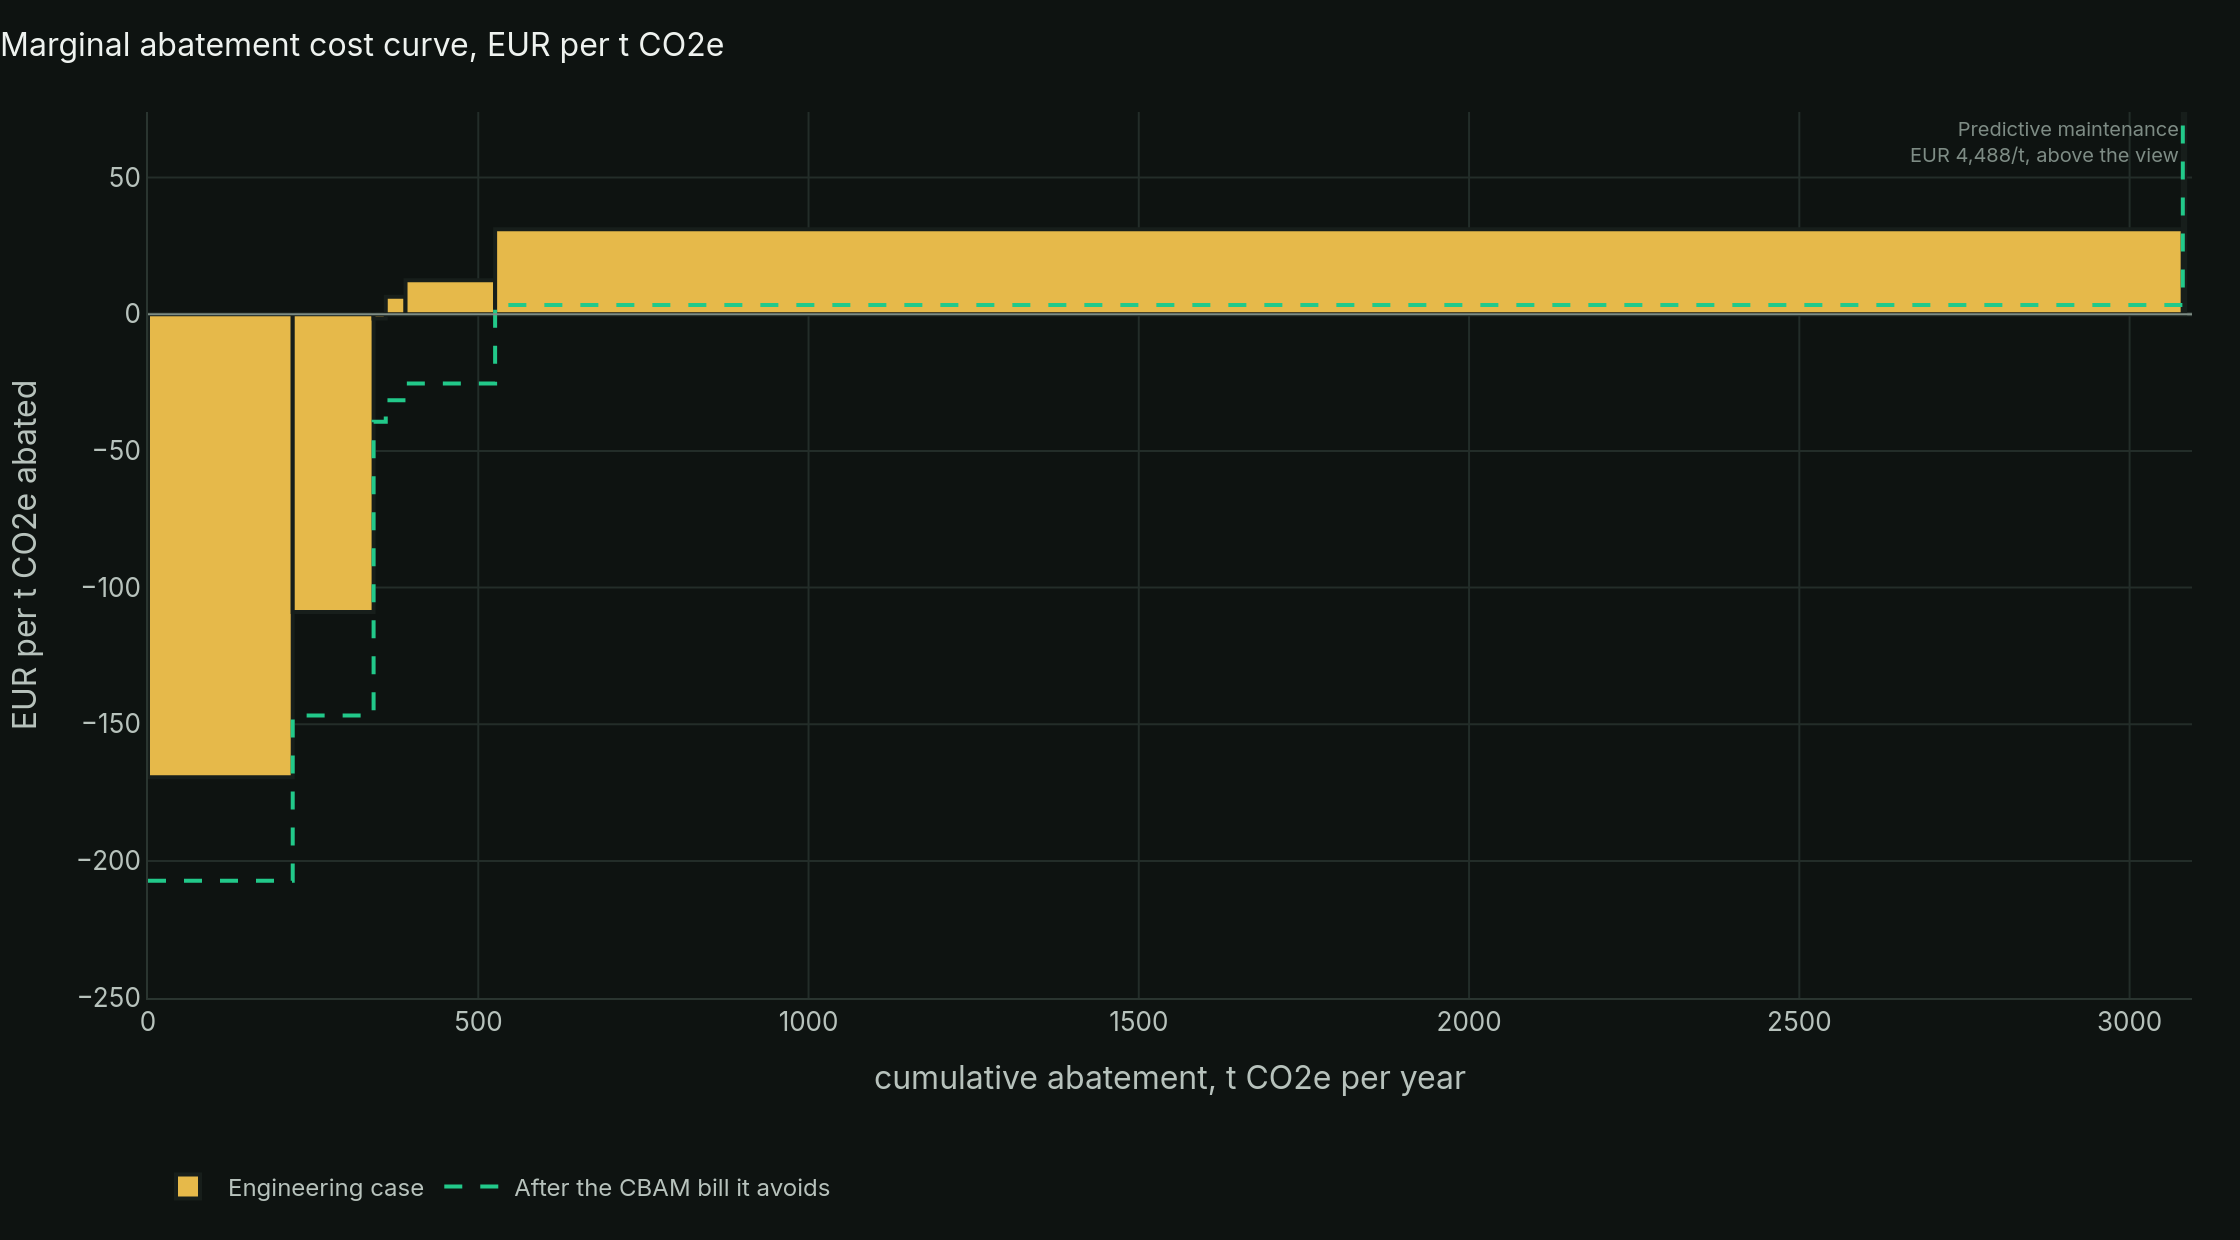 Marginal abatement cost curve, EUR per t CO2e
Predictive maintenance
EUR 4,488/t, above the view
50
0
−50
−100
−150
−200
−250
EUR per t CO2e abated
0 500 1000 1500 2000 2500 3000
cumulative abatement, t CO2e per year
Engineering case
After the CBAM bill it avoids